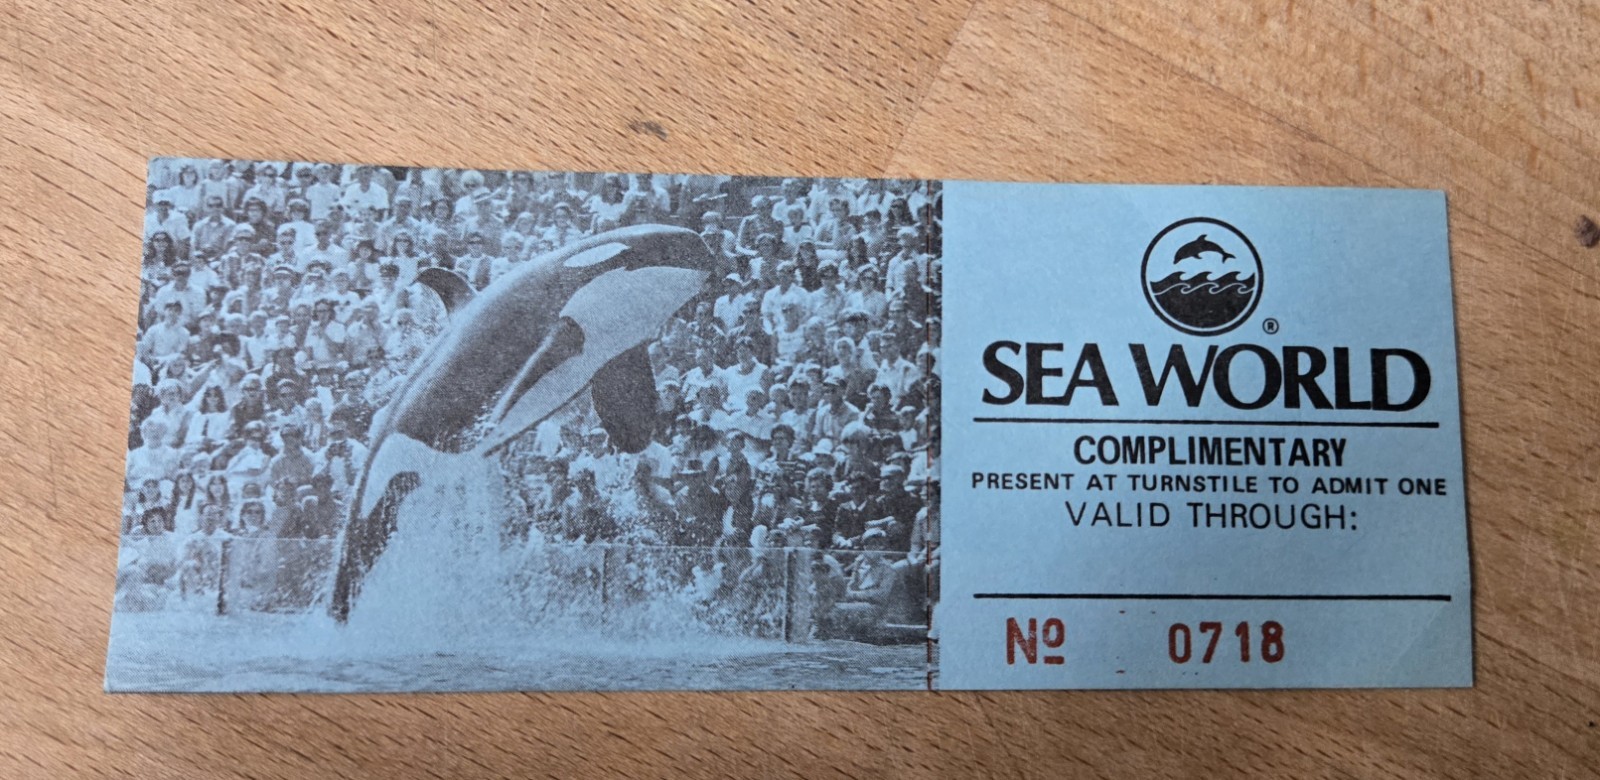 ®
SEA WORLD
COMPLIMENTARY
PRESENT AT TURNSTILE TO ADMIT ONE
VALID THROUGH:
Nº 0718